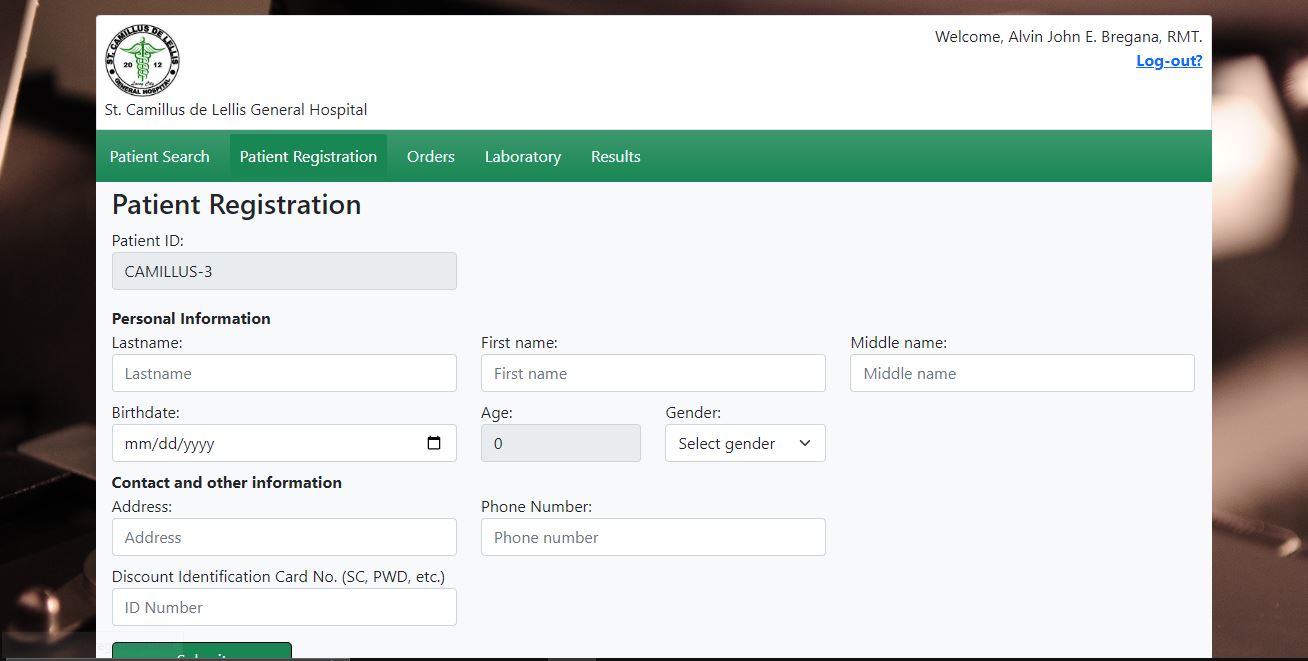 ST. CAMILLUS DE LELLIS
20 12
GENERAL HOSPITAL
Welcome, Alvin John E. Bregana, RMT.
Log-out?
St. Camillus de Lellis General Hospital
Patient Search Patient Registration Orders Laboratory Results
Patient Registration
Patient ID:
CAMILLUS-3
Personal Information
Lastname: First name: Middle name:
Lastname First name Middle name
Birthdate: Age: Gender:
mm/dd/yyyy 0 Select gender
Contact and other information
Address: Phone Number:
Address Phone number
Discount Identification Card No. (SC, PWD, etc.)
ID Number
Submit